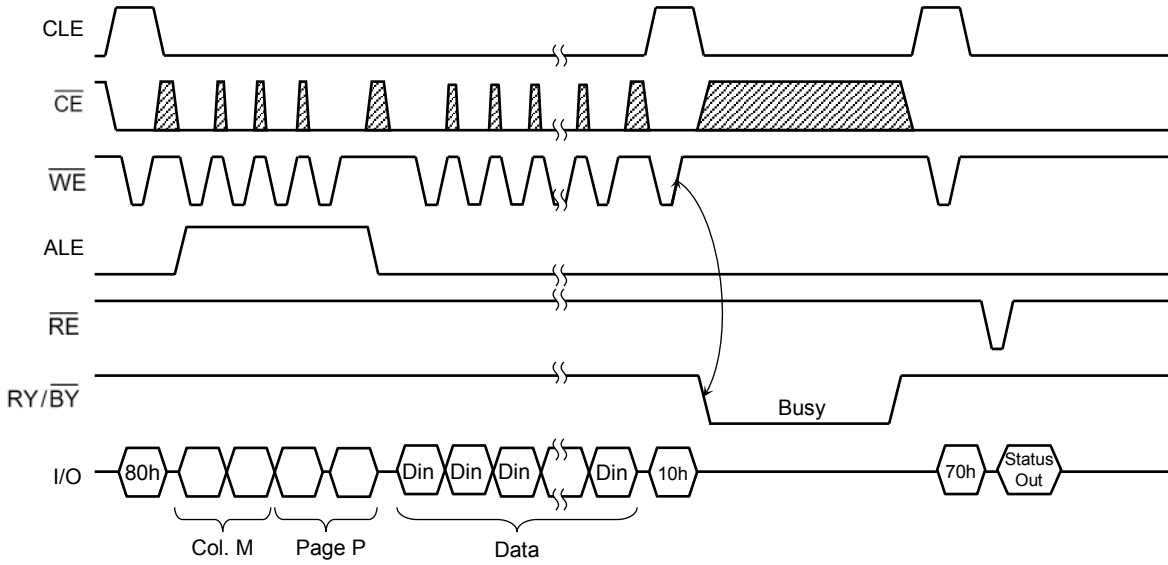 CLE
CE
WE
ALE
RE
RY/BY
Busy
I/O 80h Din Din Din Din 10h 70h Status Out
Col. M Page P Data